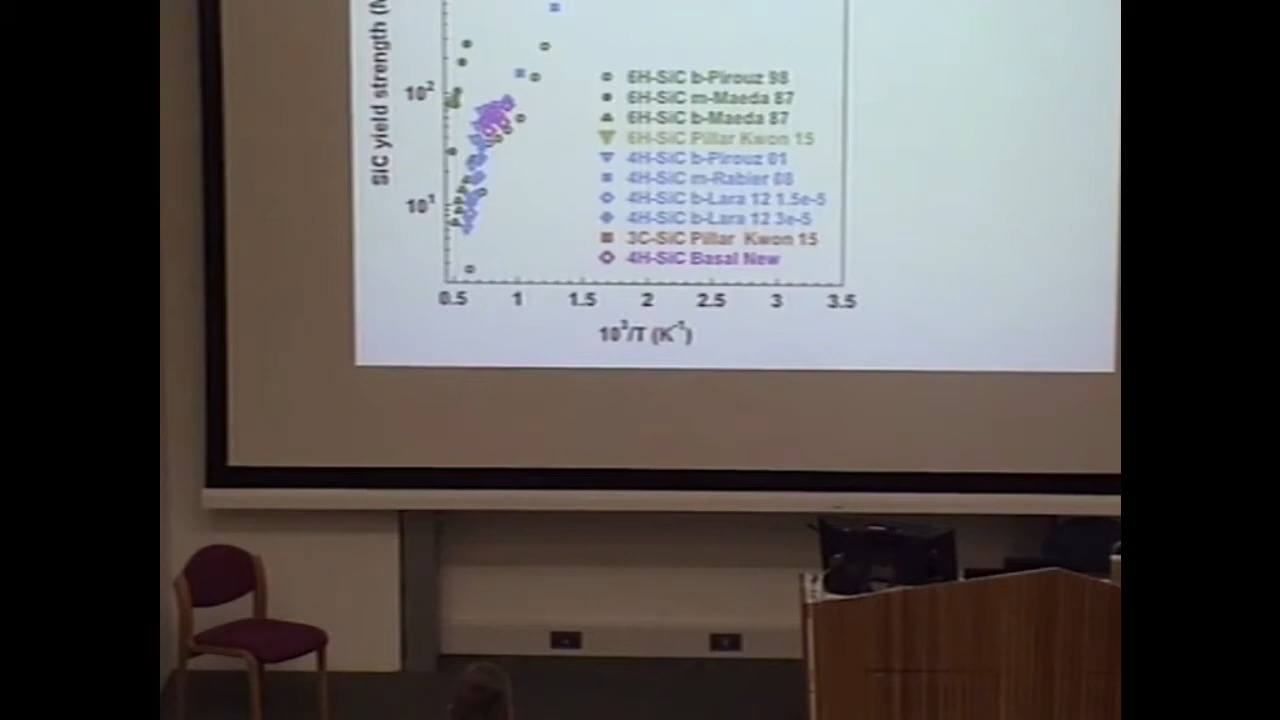 SiC yield strength (M
10²
10¹
6H-SiC b-Pirouz 98
6H-SiC m-Maeda 87
6H-SiC b-Maeda 87
6H-SiC Pillar Kwon 15
4H-SiC b-Pirouz 01
4H-SiC m-Rabier 08
4H-SiC b-Lara 12 1.5e-5
4H-SiC b-Lara 12 3e-5
3C-SiC Pillar Kwon 15
4H-SiC Basal New
0.5 1 1.5 2 2.5 3 3.5
10³/T (K⁻¹)